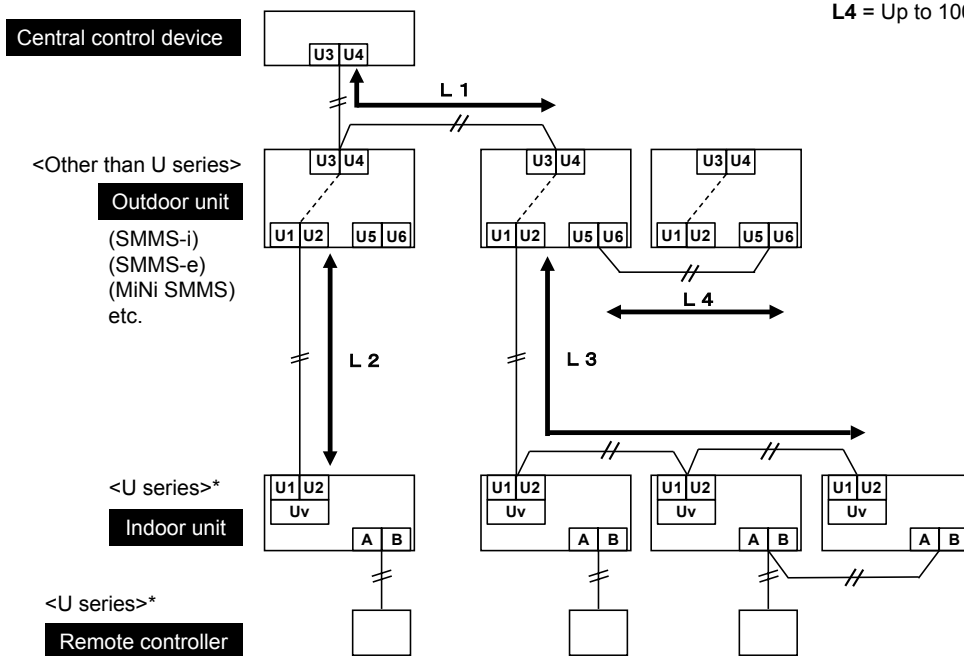 L4 = Up to 100
Central control device
U3 U4
L 1
<Other than U series>
Outdoor unit
(SMMS-i)
(SMMS-e)
(MiNi SMMS)
etc.
U3 U4
U3 U4
U3 U4
U1 U2 U5 U6
U1 U2 U5 U6
U1 U2 U5 U6
L 4
L 2
L 3
<U series>*
Indoor unit
U1 U2
Uv
A B
U1 U2
Uv
A B
U1 U2
Uv
A B
U1 U2
Uv
A B
<U series>*
Remote controller